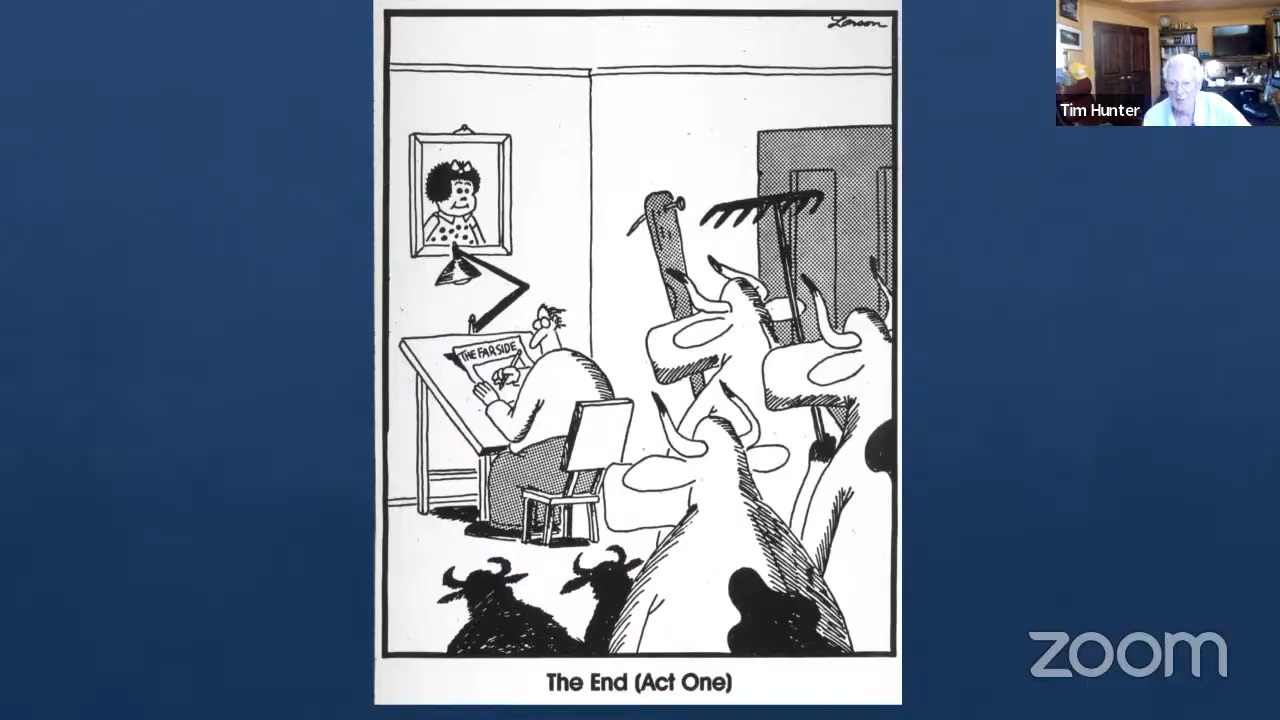 Larson
Tim Hunter
THE FARSIDE
zoom
The End (Act One)